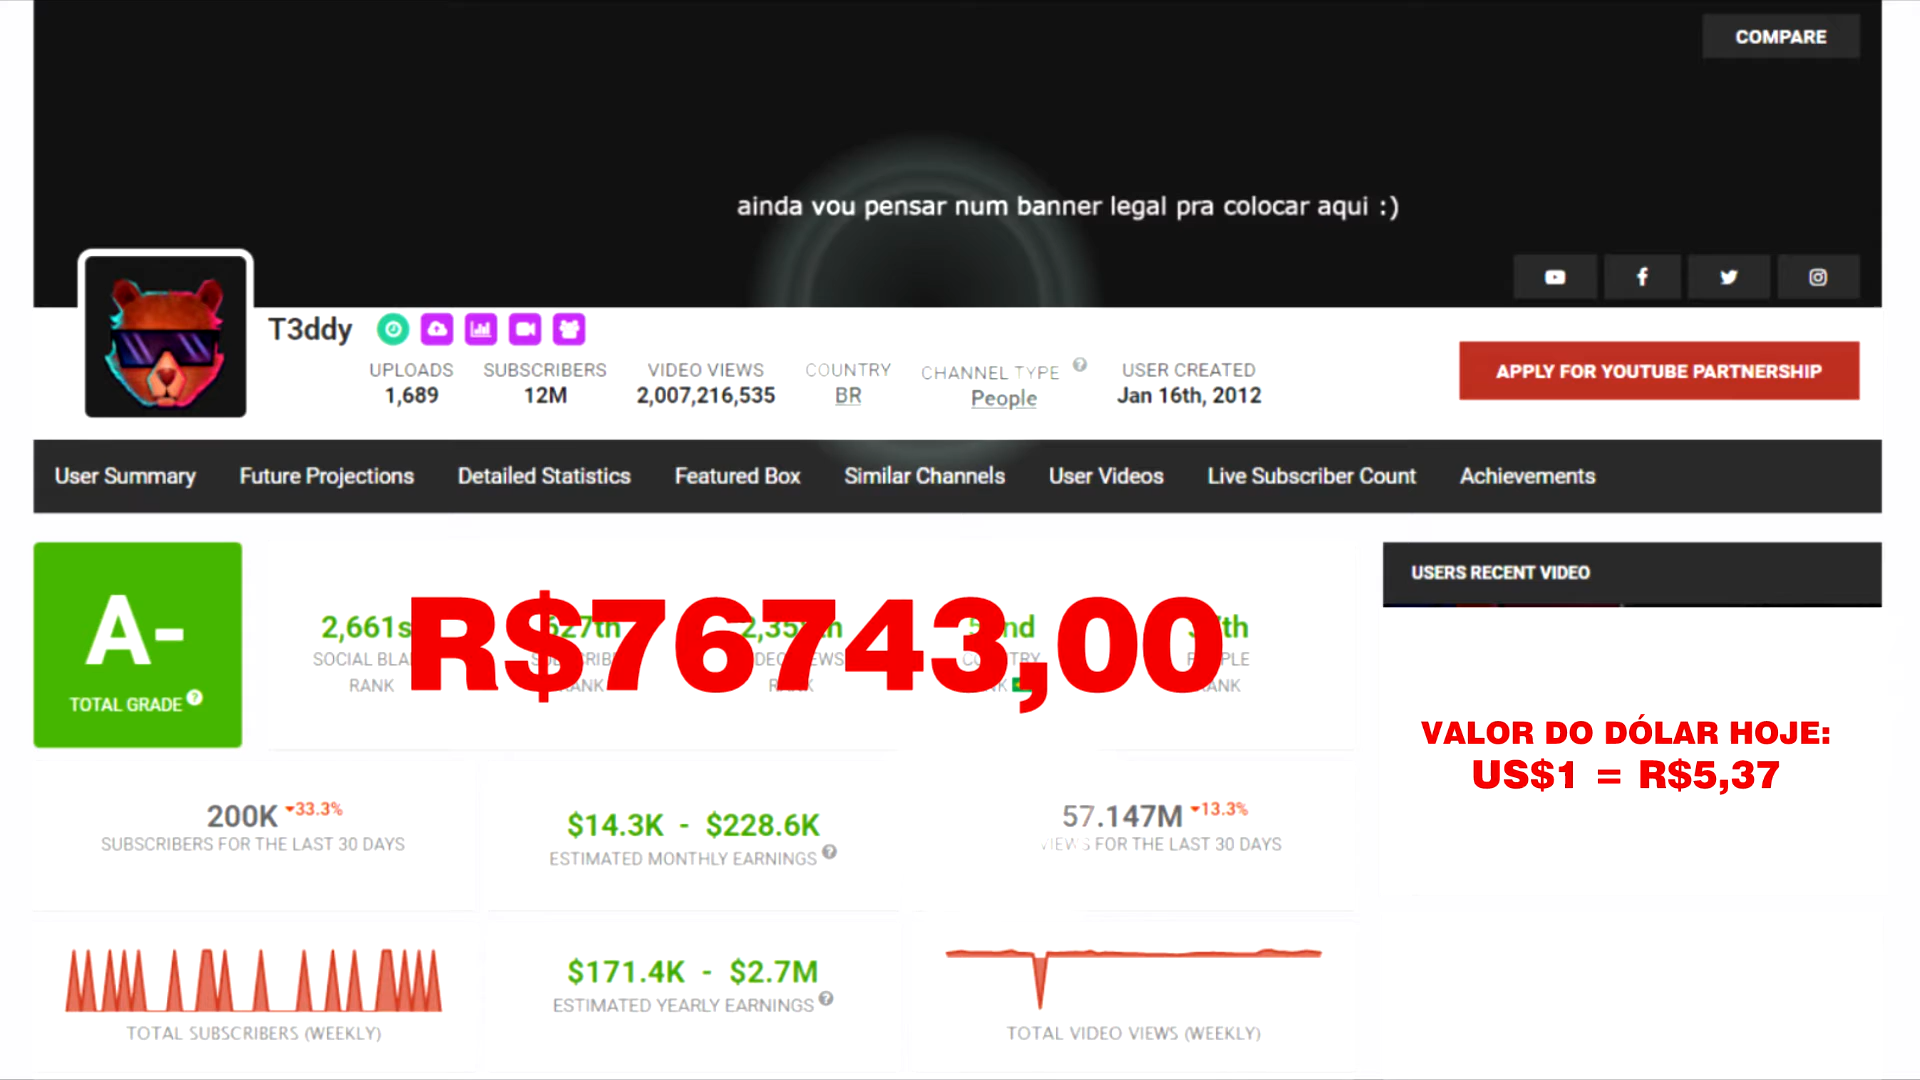 COMPARE
ainda vou pensar num banner legal pra colocar aqui :)
T3ddy
UPLOADS SUBSCRIBERS VIDEO VIEWS COUNTRY CHANNEL TYPE USER CREATED
1,689 12M 2,007,216,535 BR People Jan 16th, 2012
APPLY FOR YOUTUBE PARTNERSHIP
User Summary Future Projections Detailed Statistics Featured Box Similar Channels User Videos Live Subscriber Count Achievements
A-
TOTAL GRADE
2,661s
SOCIAL
RANK
R$76743,00
USERS RECENT VIDEO
VALOR DO DÓLAR HOJE:
US$1 = R$5,37
200K 33.3%
SUBSCRIBERS FOR THE LAST 30 DAYS
$14.3K - $228.6K
ESTIMATED MONTHLY EARNINGS
57.147M 13.3%
VIEWS FOR THE LAST 30 DAYS
TOTAL SUBSCRIBERS (WEEKLY)
$171.4K - $2.7M
ESTIMATED YEARLY EARNINGS
TOTAL VIDEO VIEWS (WEEKLY)